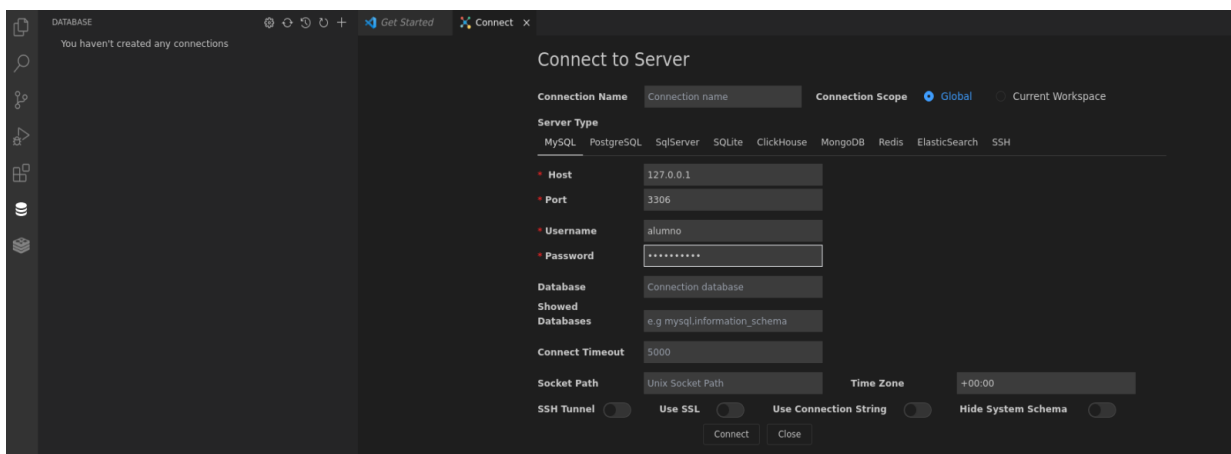 DATABASE
Get Started
Connect
You haven't created any connections
Connect to Server
Connection Name Connection name Connection Scope Global Current Workspace
Server Type
MySQL PostgreSQL SqlServer SQLite ClickHouse MongoDB Redis ElasticSearch SSH
* Host 127.0.0.1
* Port 3306
* Username alumno
* Password ••••••••••
Database Connection database
Showed
Databases e.g mysql,information_schema
Connect Timeout 5000
Socket Path Unix Socket Path Time Zone +00:00
SSH Tunnel Use SSL Use Connection String Hide System Schema
Connect Close